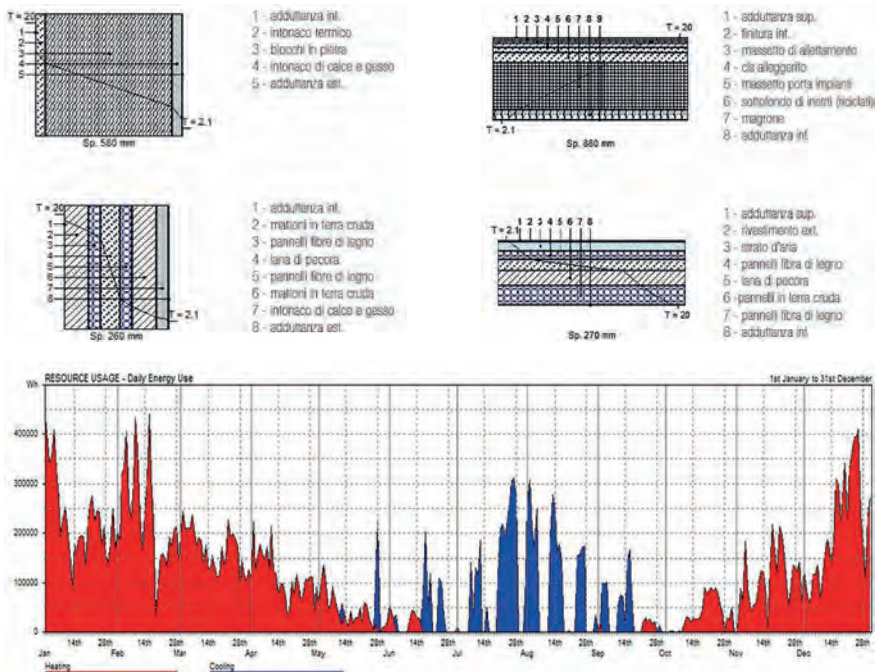 T = 20
1
2
3
4
5
T = 2.1
Sp. 580 mm
1 - adduttanza int.
2 - intonaco termico
3 - blocchi in pietra
4 - intonaco di calce e gesso
5 - adduttanza est.
1 2 3 4 5 6 7 8 9
T = 20
T = 2.1
Sp. 860 mm
1 - adduttanza sup.
2 - finitura int.
3 - massetto di allettamento
4 - cls alleggerito
5 - massetto porta impianti
6 - sottofondo di inerti (riciclati)
7 - magrone
8 - adduttanza inf.
T = 20
1
2
3
4
5
6
7
8
T = 2.1
Sp. 260 mm
1 - adduttanza int.
2 - mattoni in terra cruda
3 - pannelli fibre di legno
4 - lana di pecora
5 - pannelli fibre di legno
6 - mattoni in terra cruda
7 - intonaco di calce e gesso
8 - adduttanza est.
1 2 3 4 5 6 7 8
T = 2.1
T = 20
Sp. 270 mm
1 - adduttanza sup.
2 - rivestimento ext.
3 - strato d'aria
4 - pannelli fibra di legno
5 - lana di pecora
6 -pannelli in terra cruda
7 - pannelli fibra di legno
8 - adduttanza inf.
Wh RESOURCE USAGE - Daily Energy Use 1st January to 31st December
400000
300000
200000
100000
0
14th 28th 14th 28th 14th 28th 14th 28th 14th 28th 14th 28th 14th 28th 14th 28th 14th 28th 14th 28th 14th 28th 14th 28th
Jan Feb Mar Apr May Jun Jul Aug Sep Oct Nov Dec
Heating Cooling